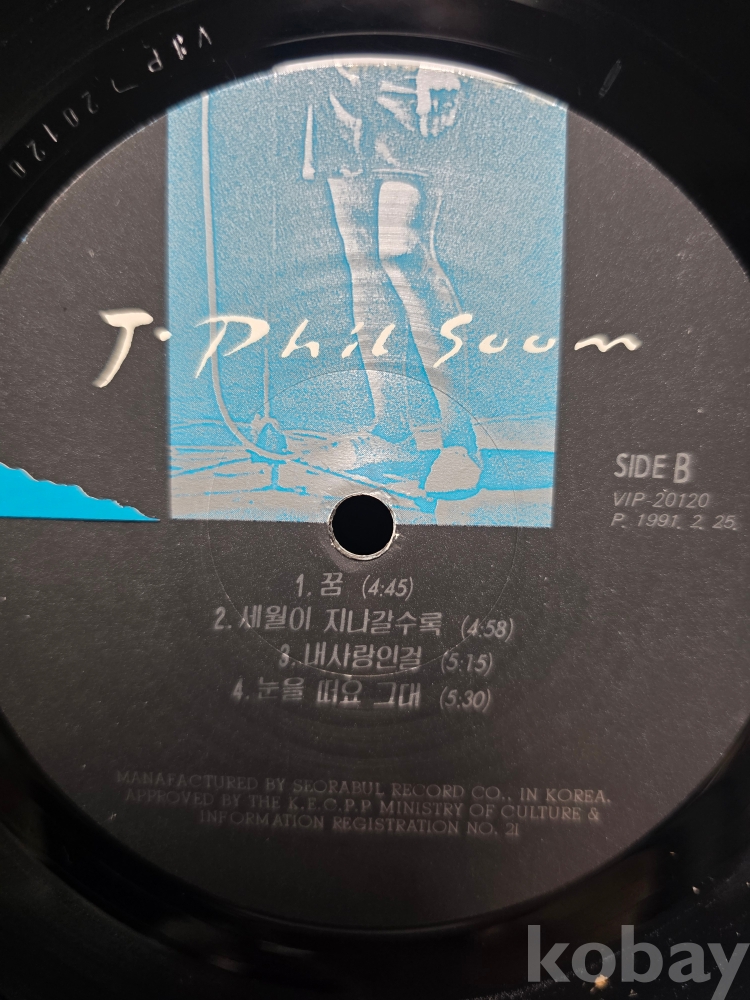 VIP-20120
J. Phil Soon
SIDE B
VIP-20120
P. 1991. 2. 25.
1. 꿈 (4:45)
2. 세월이 지나갈수록 (4:58)
3. 내사랑인걸 (5:15)
4. 눈을 떠요 그대 (5:30)
MANAFACTURED BY SEORABUL RECORD CO., IN KOREA.
APPROVED BY THE K.E.C.P.P MINISTRY OF CULTURE &
INFORMATION REGISTRATION NO. 21
kobay